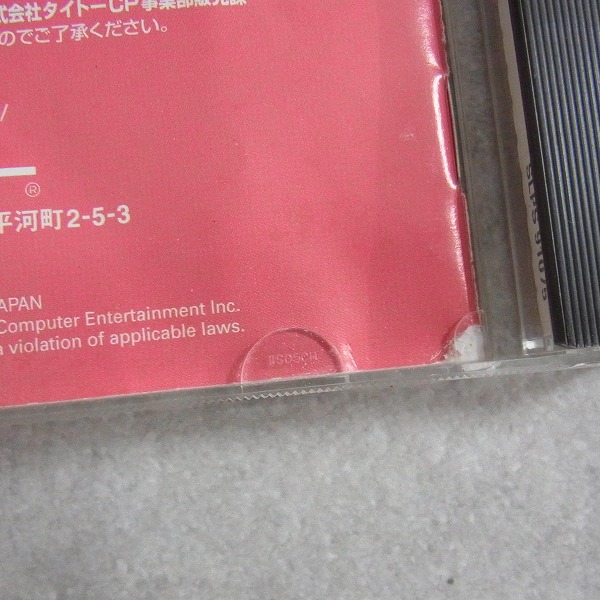 式会社タイトーCP事業部販売課
のでご了承ください。
/
®
平河町2-5-3
JAPAN
Computer Entertainment Inc.
a violation of applicable laws.